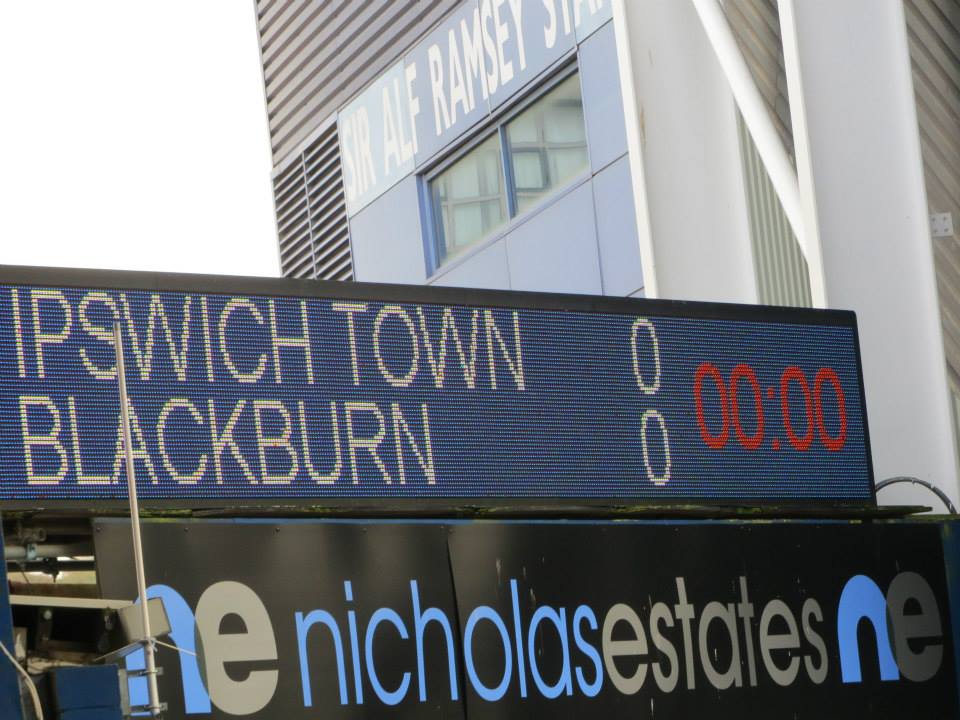 SIR ALF RAMSEY
IPSWICH TOWN 0
BLACKBURN 0
00:00
ne nicholasestates ne